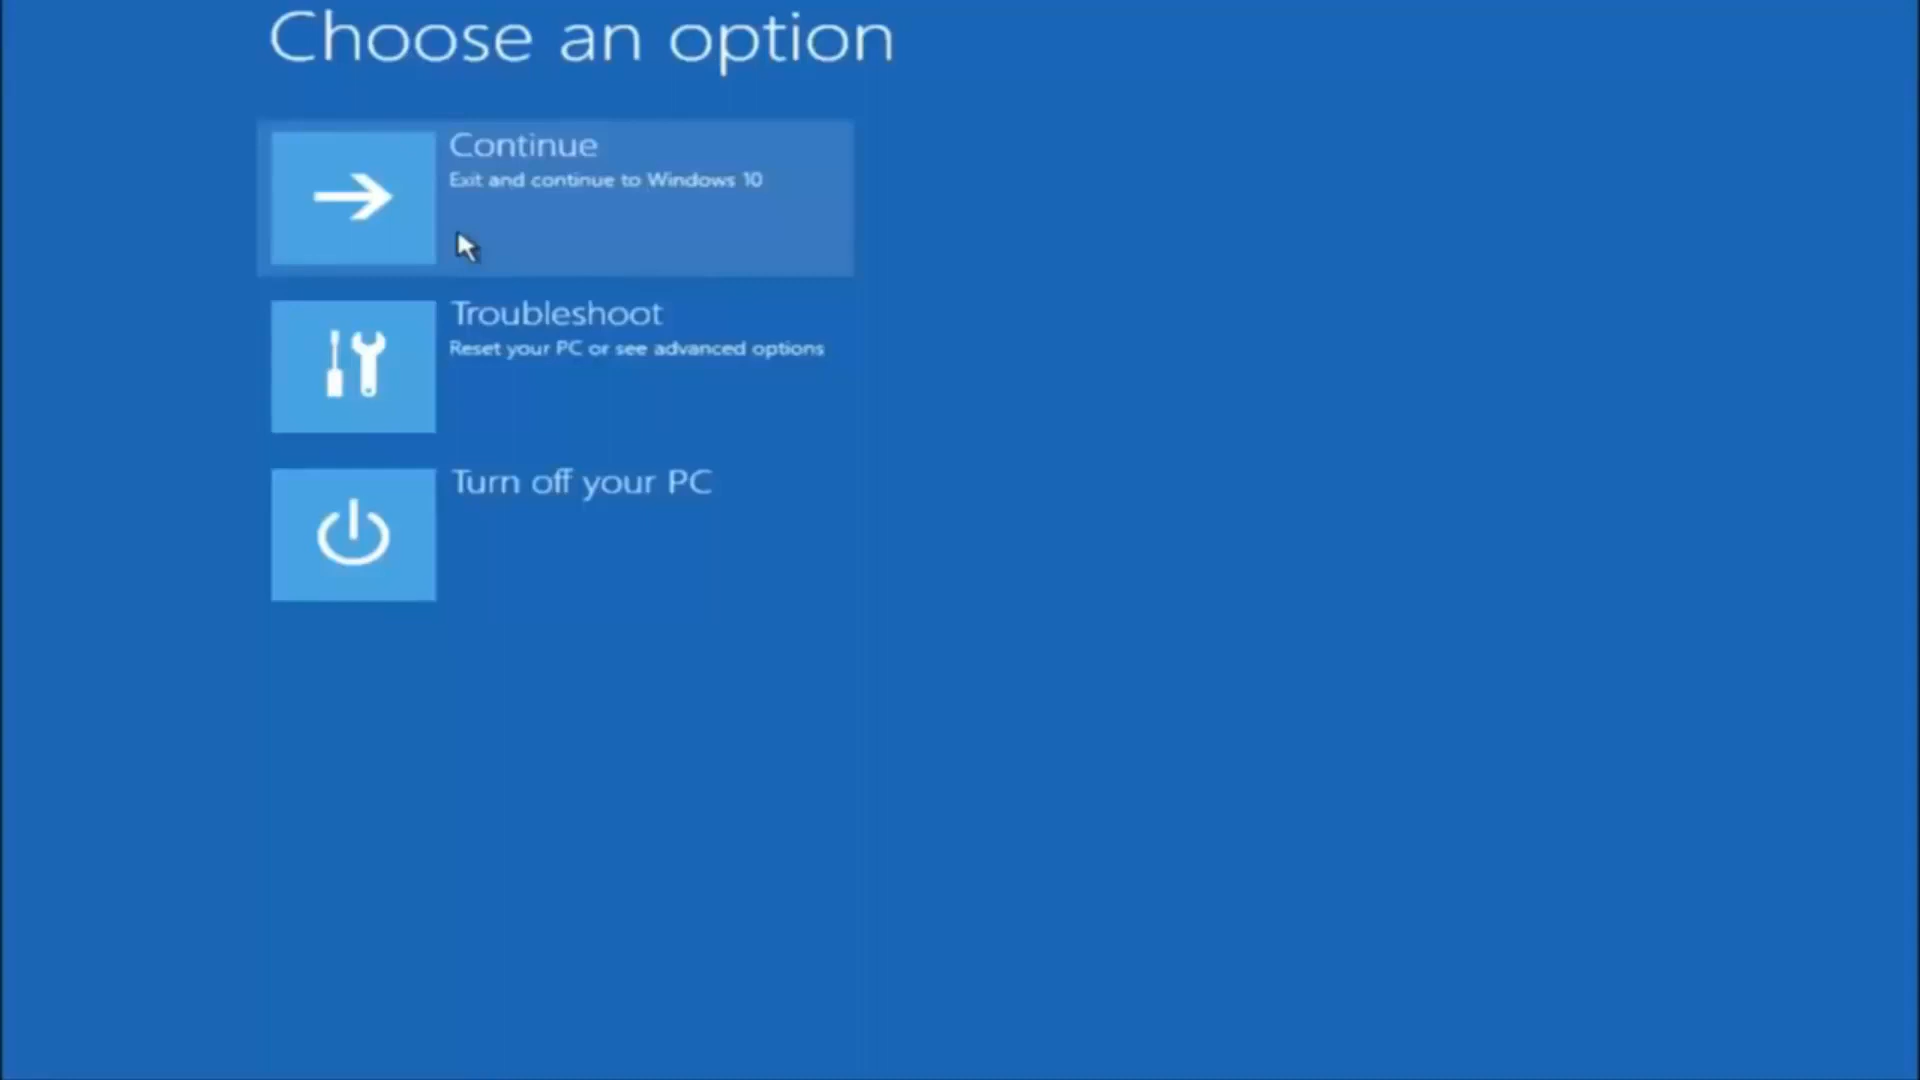 Choose an option
Continue
Exit and continue to Windows 10
Troubleshoot
Reset your PC or see advanced options
Turn off your PC